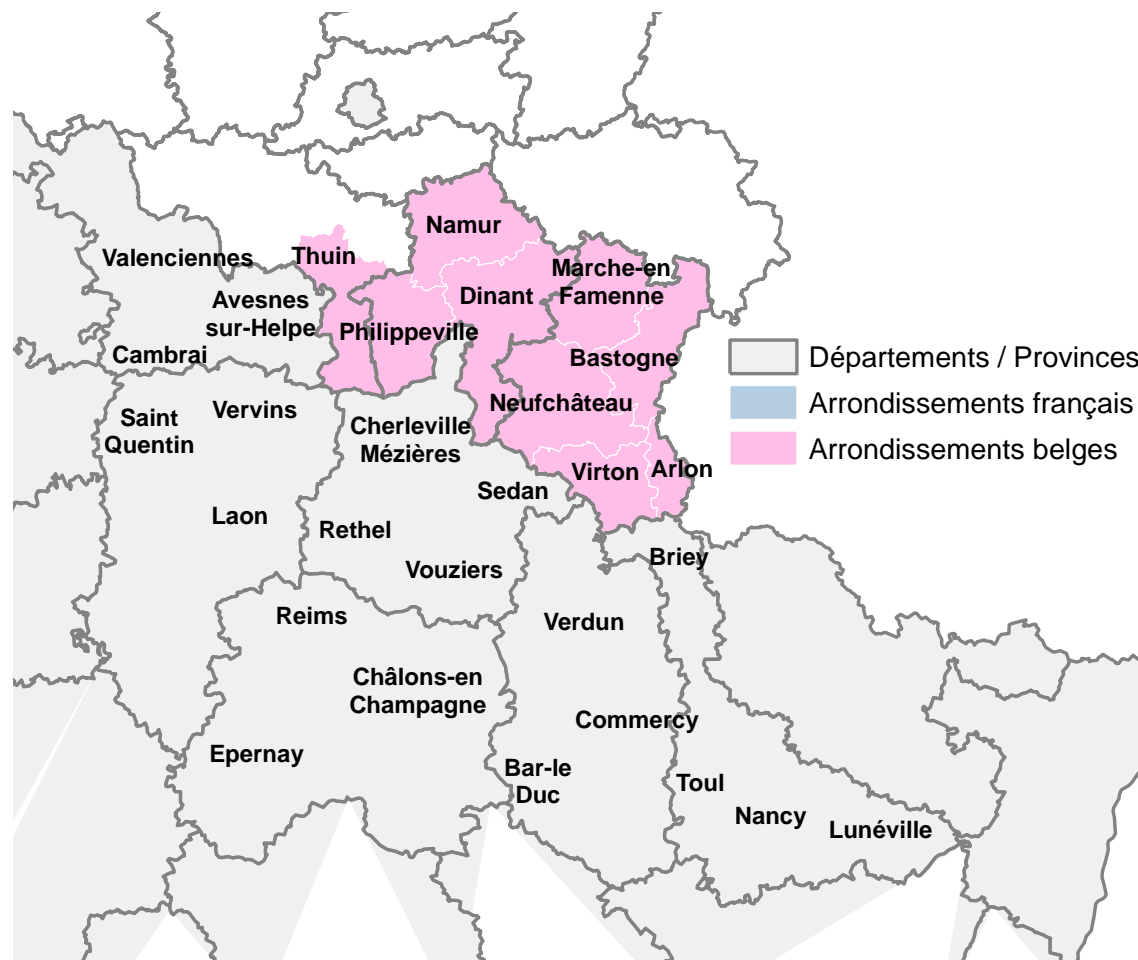 Namur
Valenciennes
Thuin
Marche-en
Famenne
Dinant
Avesnes
sur-Helpe
Philippeville
Cambrai
Bastogne
Départements / Provinces
Arrondissements français
Arrondissements belges
Saint
Quentin
Vervins
Neufchâteau
Cherleville
Mézières
Virton
Arlon
Sedan
Laon
Rethel
Briey
Vouziers
Reims
Verdun
Châlons-en
Champagne
Commercy
Epernay
Bar-le
Duc
Toul
Nancy
Lunéville